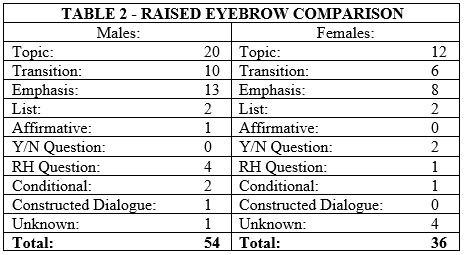 TABLE 2 - RAISED EYEBROW COMPARISON
Males: Females:
Topic: 20 Topic: 12
Transition: 10 Transition: 6
Emphasis: 13 Emphasis: 8
List: 2 List: 2
Affirmative: 1 Affirmative: 0
Y/N Question: 0 Y/N Question: 2
RH Question: 4 RH Question: 1
Conditional: 2 Conditional: 1
Constructed Dialogue: 1 Constructed Dialogue: 0
Unknown: 1 Unknown: 4
Total: 54 Total: 36